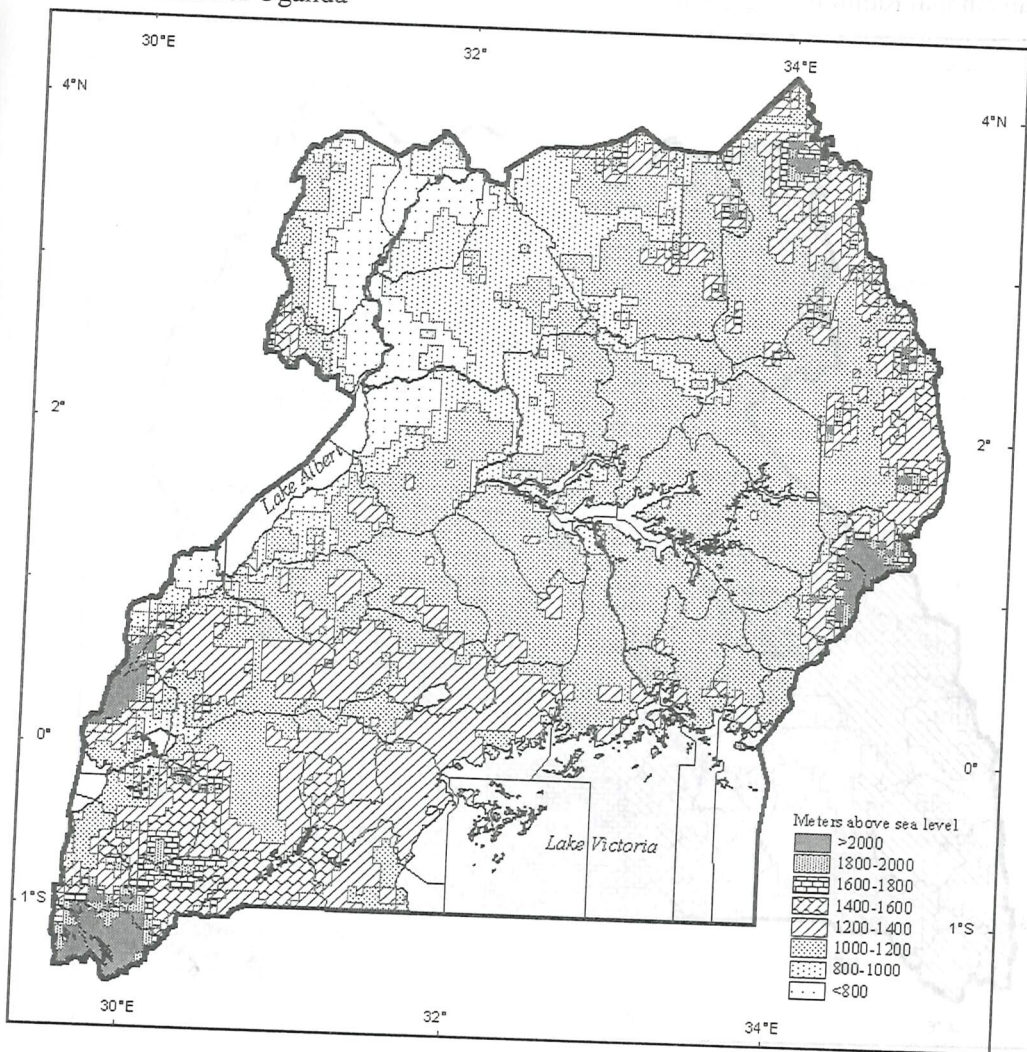 Uganda
30°E 32° 34°E
4°N 4°N
2° 2°
Lake Albert
0° 0°
Lake Victoria
1°S 1°S
Meters above sea level
>2000
1800-2000
1600-1800
1400-1600
1200-1400
1000-1200
800-1000
<800
30°E 32° 34°E